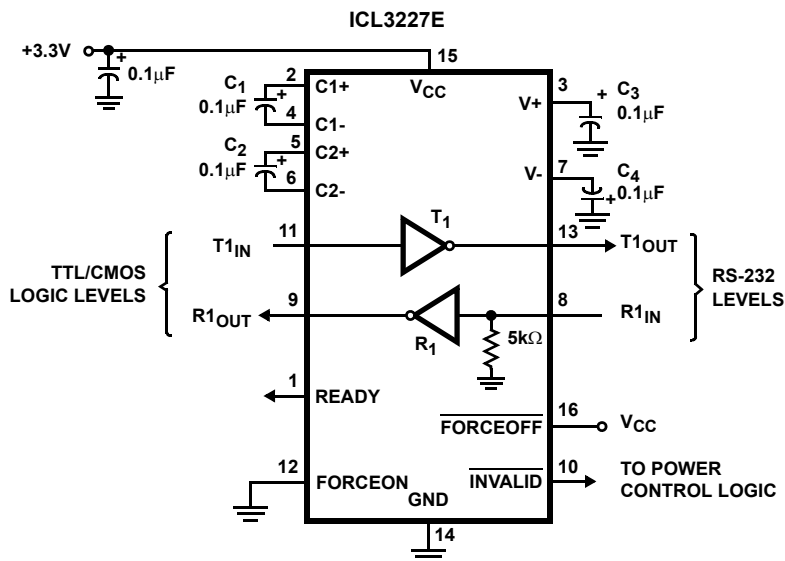 ICL3227E
+3.3V
+
0.1µF
15
VCC
C1
0.1µF
+
2
C1+
4
C1-
C2
0.1µF
+
5
C2+
6
C2-
3
V+
+
C3
0.1µF
7
V-
C4
0.1µF
+
T1
11
T1IN
13
T1OUT
TTL/CMOS
LOGIC LEVELS
RS-232
LEVELS
9
R1OUT
R1
5kΩ
8
R1IN
1
READY
16
FORCEOFF
VCC
12
FORCEON
10
INVALID
TO POWER
CONTROL LOGIC
GND
14